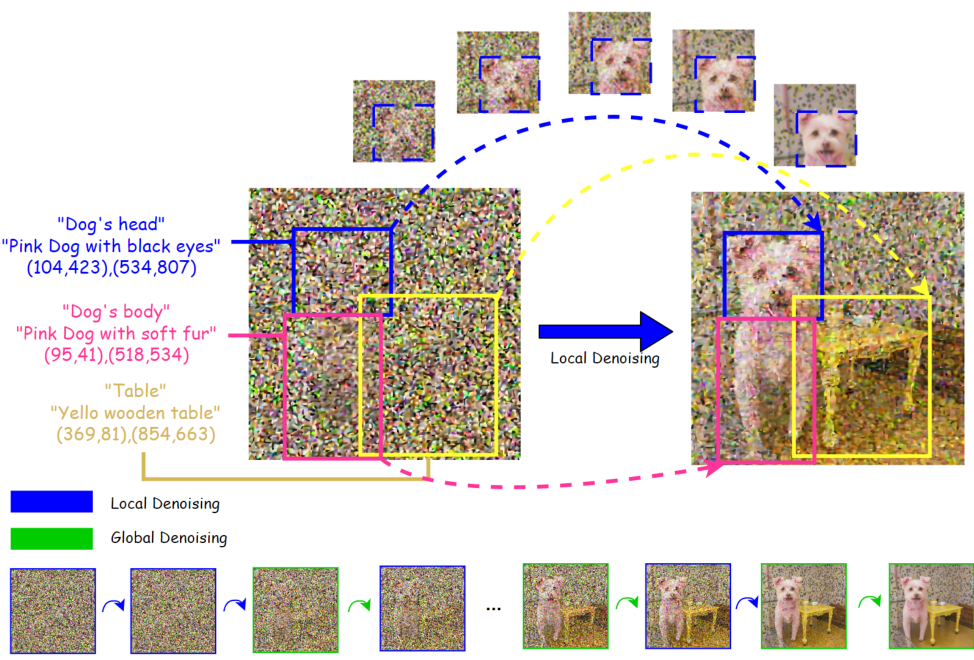 "Dog's head"
"Pink Dog with black eyes"
(104,423),(534,807)
"Dog's body"
"Pink Dog with soft fur"
(95,41),(518,534)
"Table"
"Yello wooden table"
(369,81),(854,663)
Local Denoising
Local Denoising
Global Denoising
...